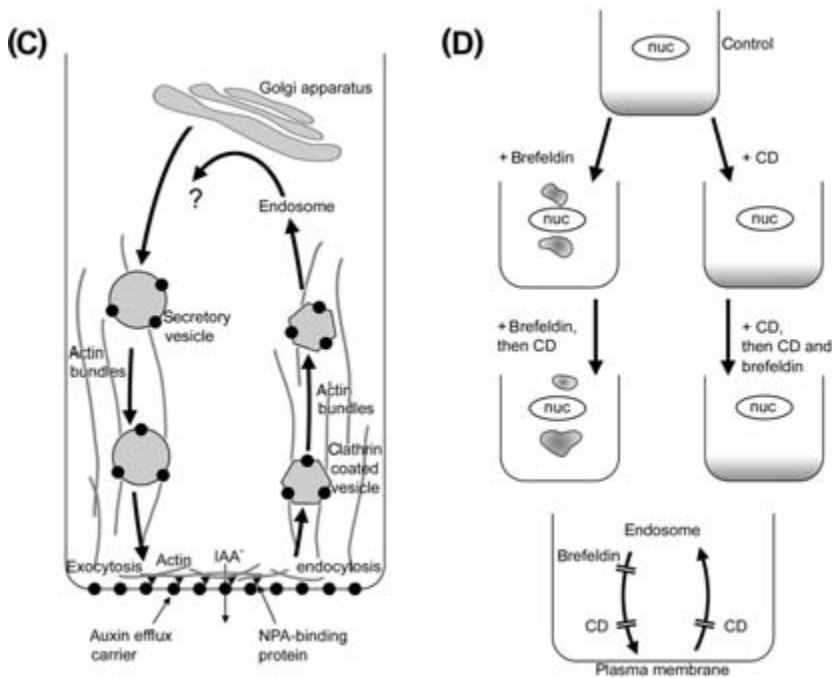 (C)
Golgi apparatus
?
Endosome
Secretory
vesicle
Actin
bundles
Actin
bundles
Clathrin
coated
vesicle
Exocytosis
Actin
IAA⁻
endocytosis
Auxin efflux
carrier
NPA-binding
protein
(D)
nuc
Control
+ Brefeldin
+ CD
nuc
nuc
+ Brefeldin,
then CD
+ CD,
then CD and
brefeldin
nuc
nuc
Endosome
Brefeldin
CD
CD
Plasma membrane